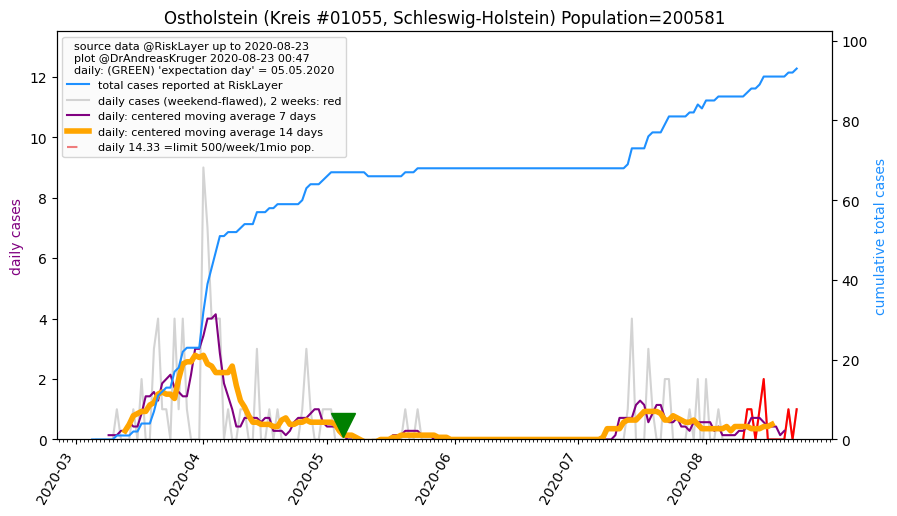 Ostholstein (Kreis #01055, Schleswig-Holstein) Population=200581
source data @RiskLayer up to 2020-08-23
plot @DrAndreasKruger 2020-08-23 00:47
daily: (GREEN) 'expectation day' = 05.05.2020
total cases reported at RiskLayer
daily cases (weekend-flawed), 2 weeks: red
daily: centered moving average 7 days
daily: centered moving average 14 days
daily 14.33 =limit 500/week/1mio pop.
daily cases
12
10
8
6
4
2
0
100
80
60
40
20
0
cumulative total cases
2020-03
2020-04
2020-05
2020-06
2020-07
2020-08